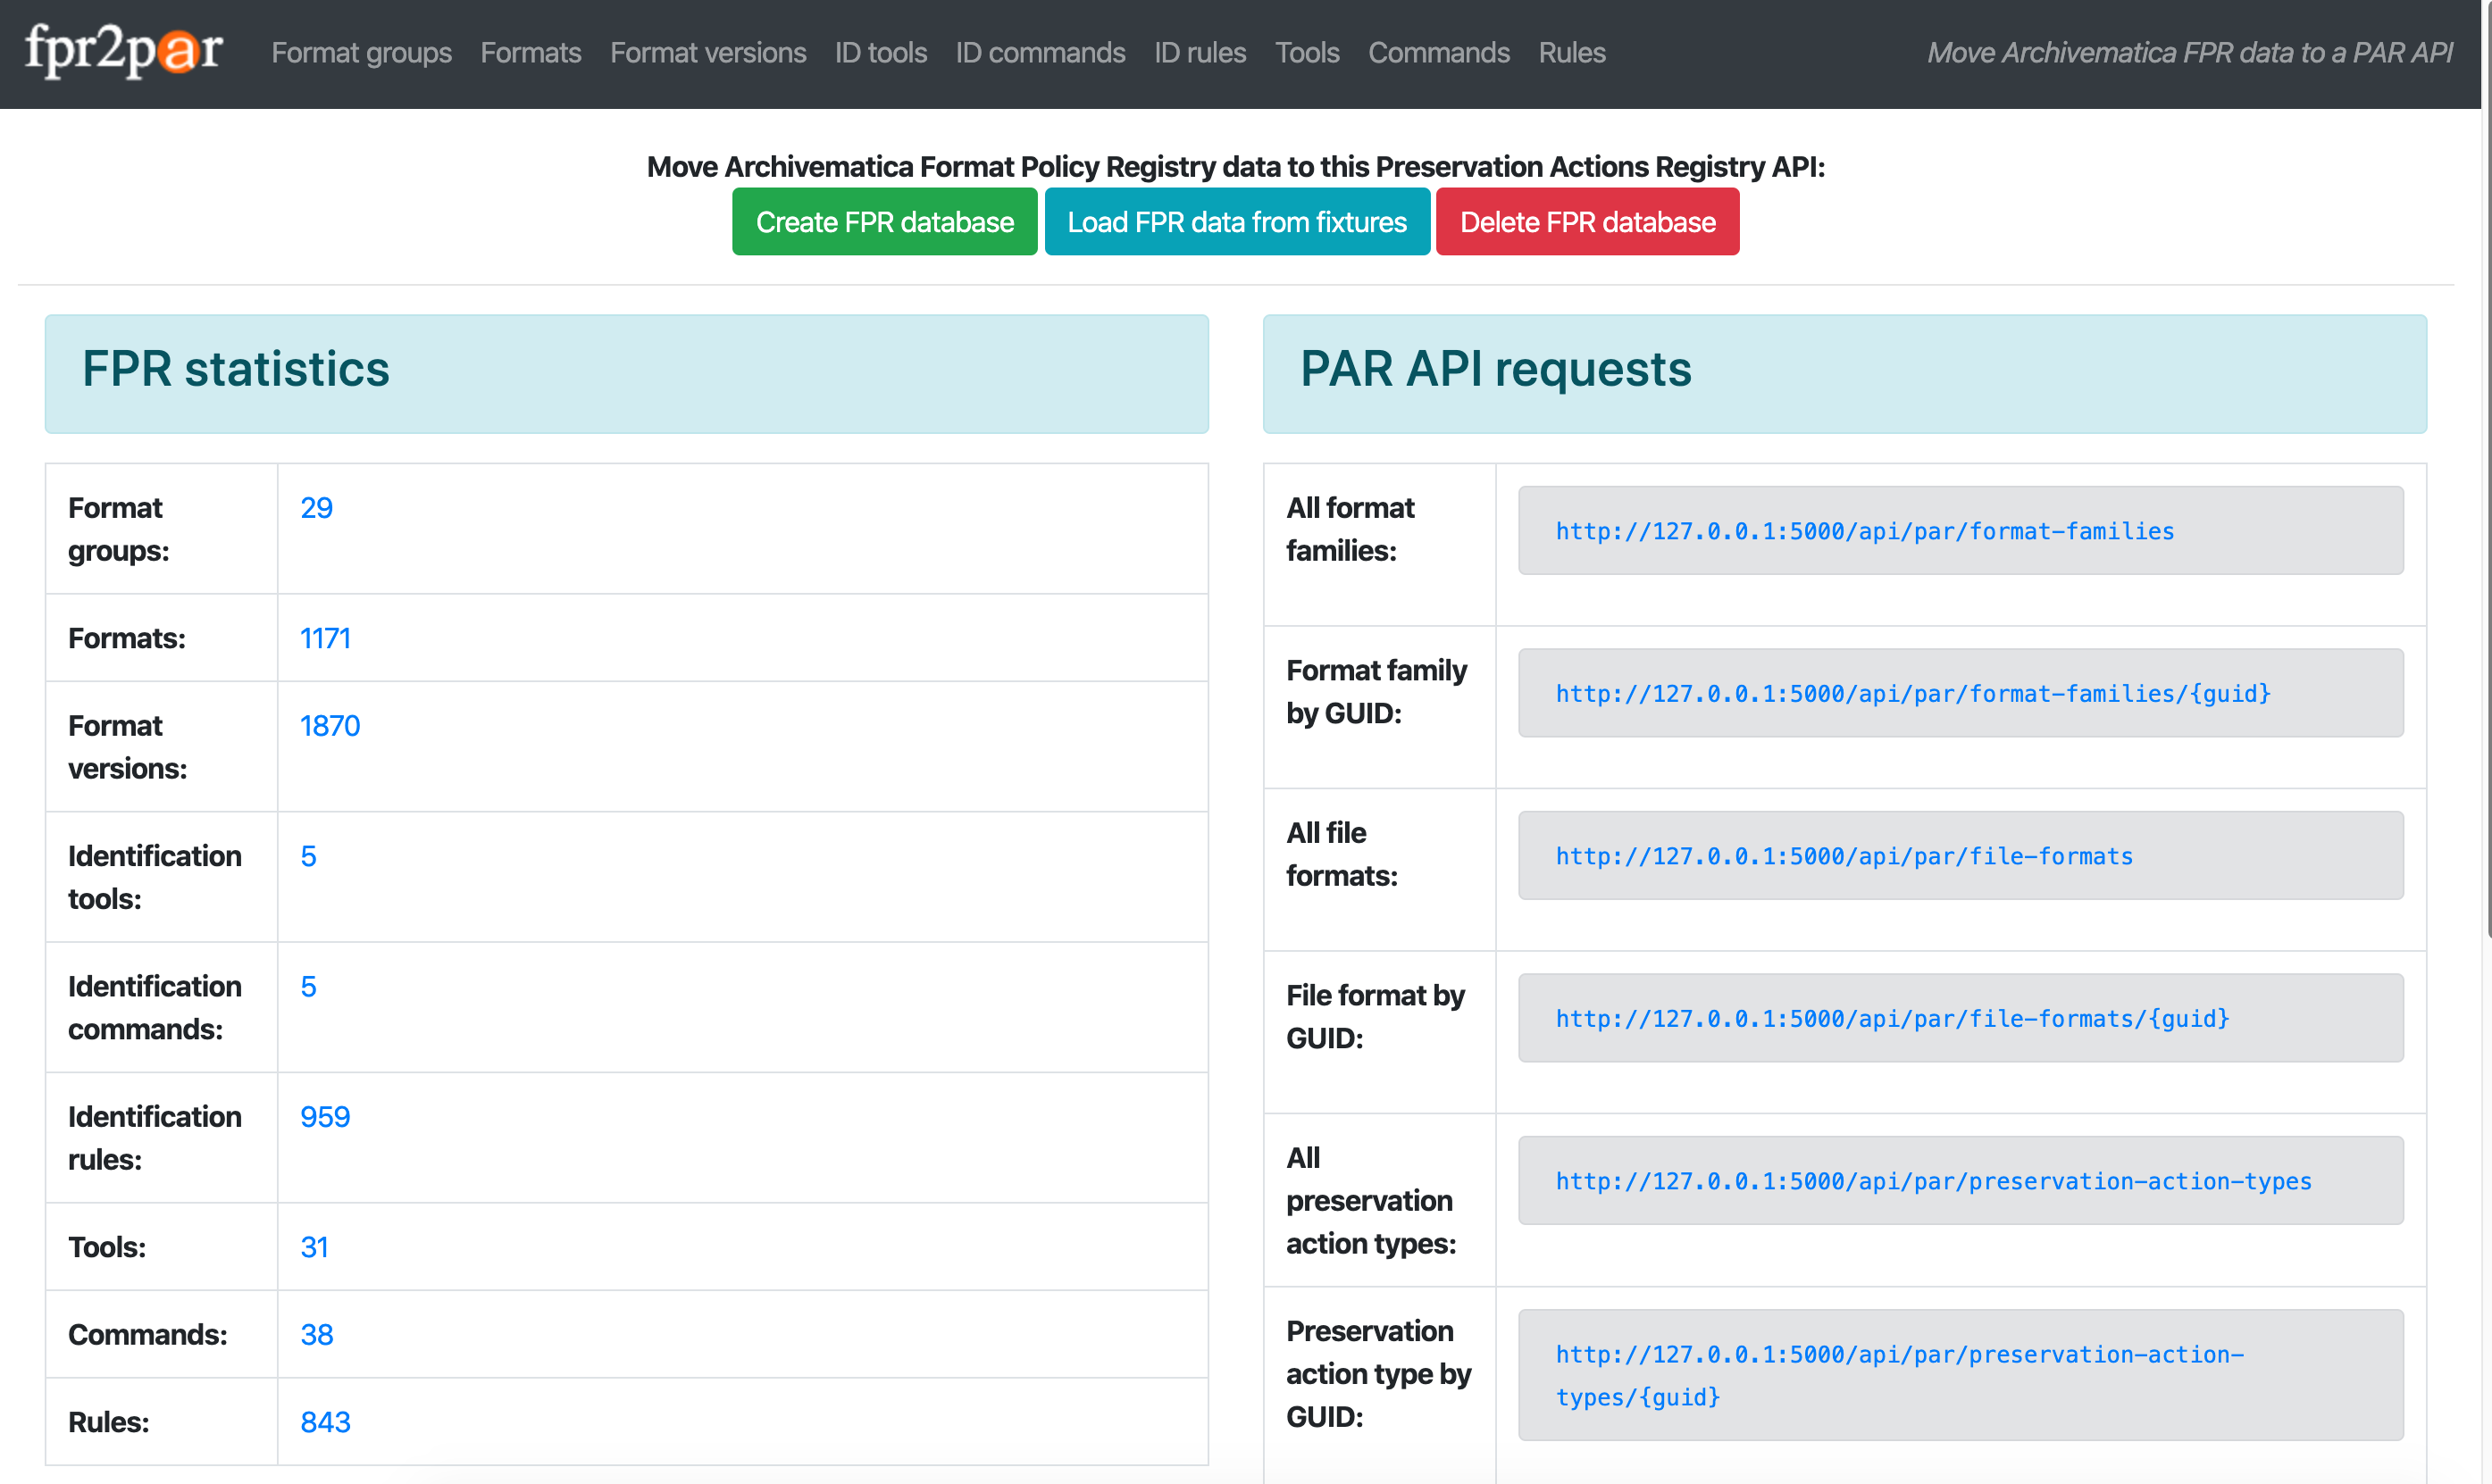 fpr2par Format groups Formats Format versions ID tools ID commands ID rules Tools Commands Rules Move Archivematica FPR data to a PAR API
Move Archivematica Format Policy Registry data to this Preservation Actions Registry API:
Create FPR database Load FPR data from fixtures Delete FPR database
FPR statistics
Format 29
groups:
Formats: 1171
Format 1870
versions:
Identification 5
tools:
Identification 5
commands:
Identification 959
rules:
Tools: 31
Commands: 38
Rules: 843
PAR API requests
All format
families:
http://127.0.0.1:5000/api/par/format-families
Format family
by GUID:
http://127.0.0.1:5000/api/par/format-families/{guid}
All file
formats:
http://127.0.0.1:5000/api/par/file-formats
File format by
GUID:
http://127.0.0.1:5000/api/par/file-formats/{guid}
All
preservation
action types:
http://127.0.0.1:5000/api/par/preservation-action-types
Preservation
action type by
GUID:
http://127.0.0.1:5000/api/par/preservation-action-
types/{guid}